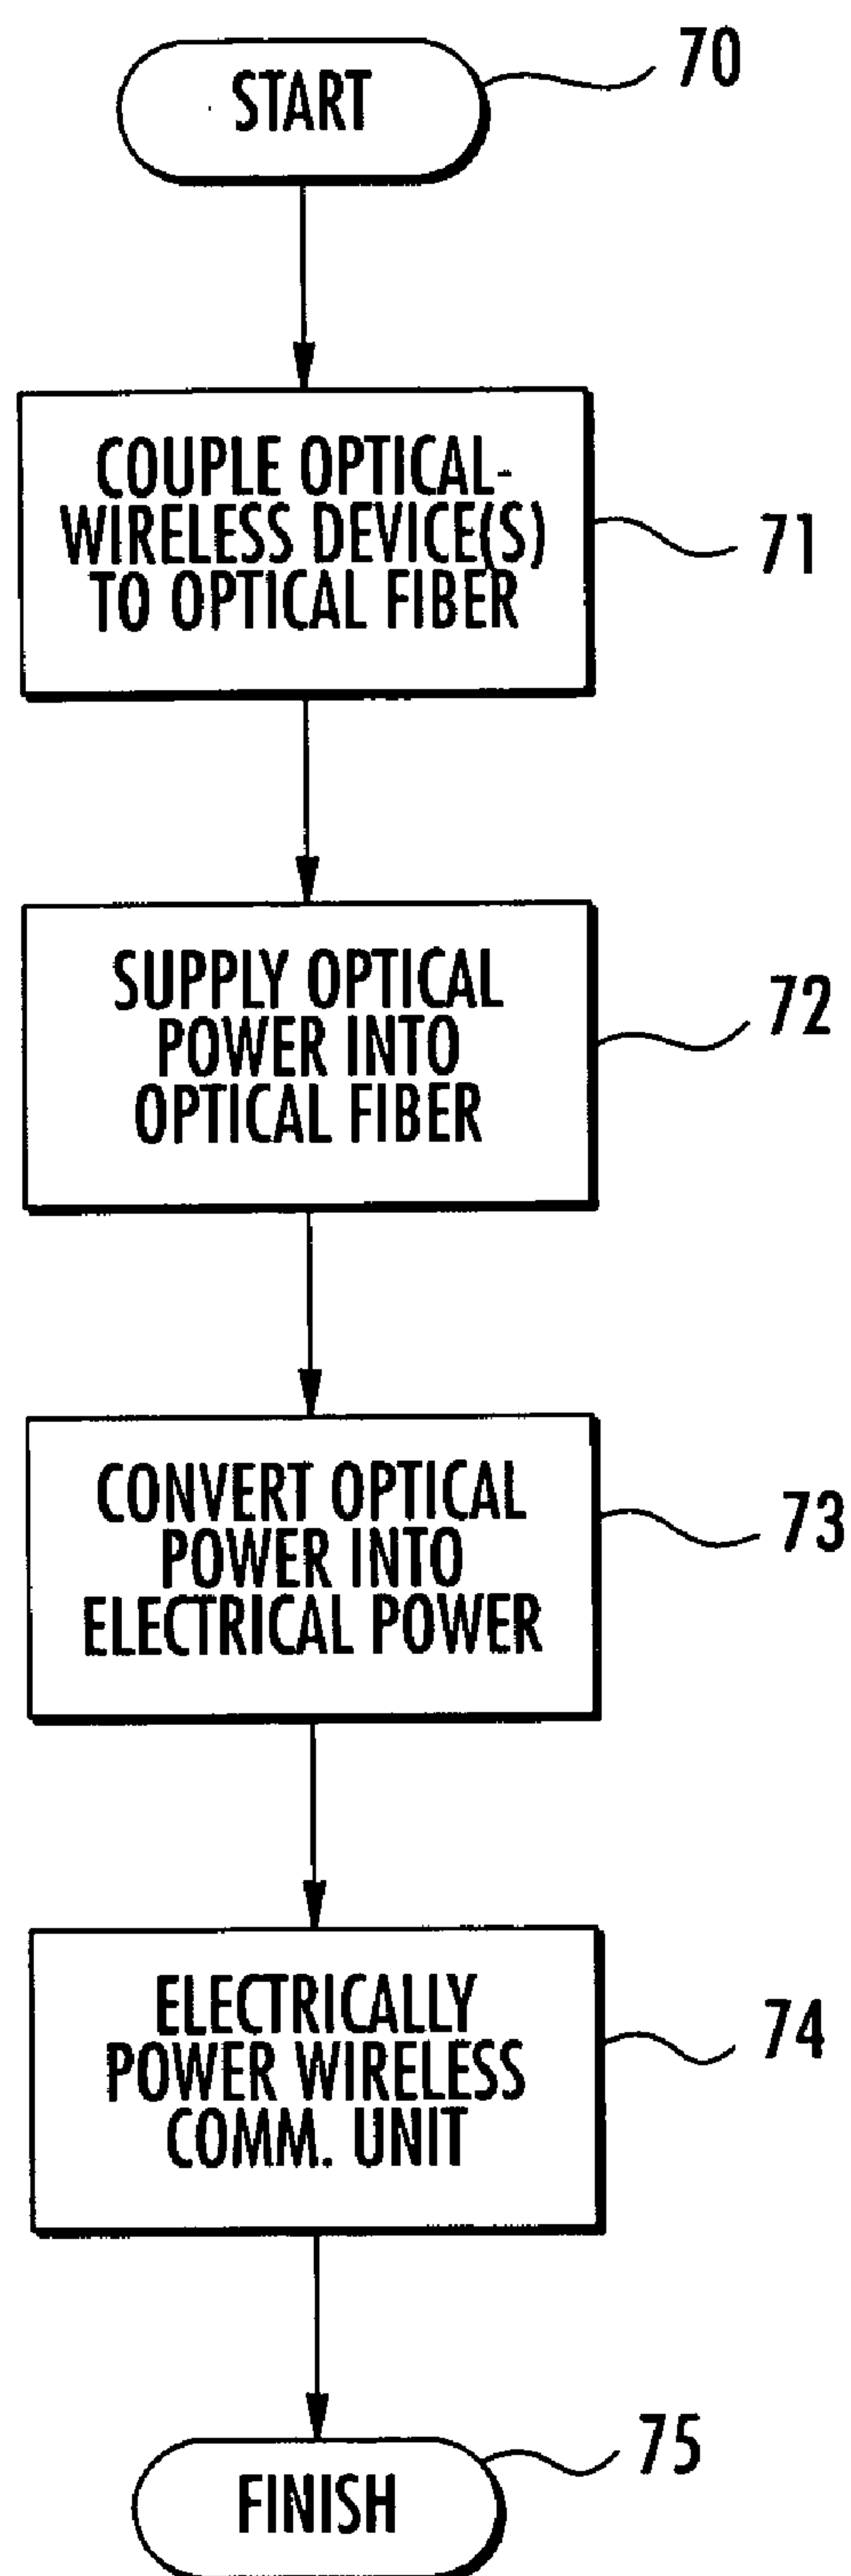 START
70
COUPLE OPTICAL-
WIRELESS DEVICE(S)
TO OPTICAL FIBER
71
SUPPLY OPTICAL
POWER INTO
OPTICAL FIBER
72
CONVERT OPTICAL
POWER INTO
ELECTRICAL POWER
73
ELECTRICALLY
POWER WIRELESS
COMM. UNIT
74
FINISH
75